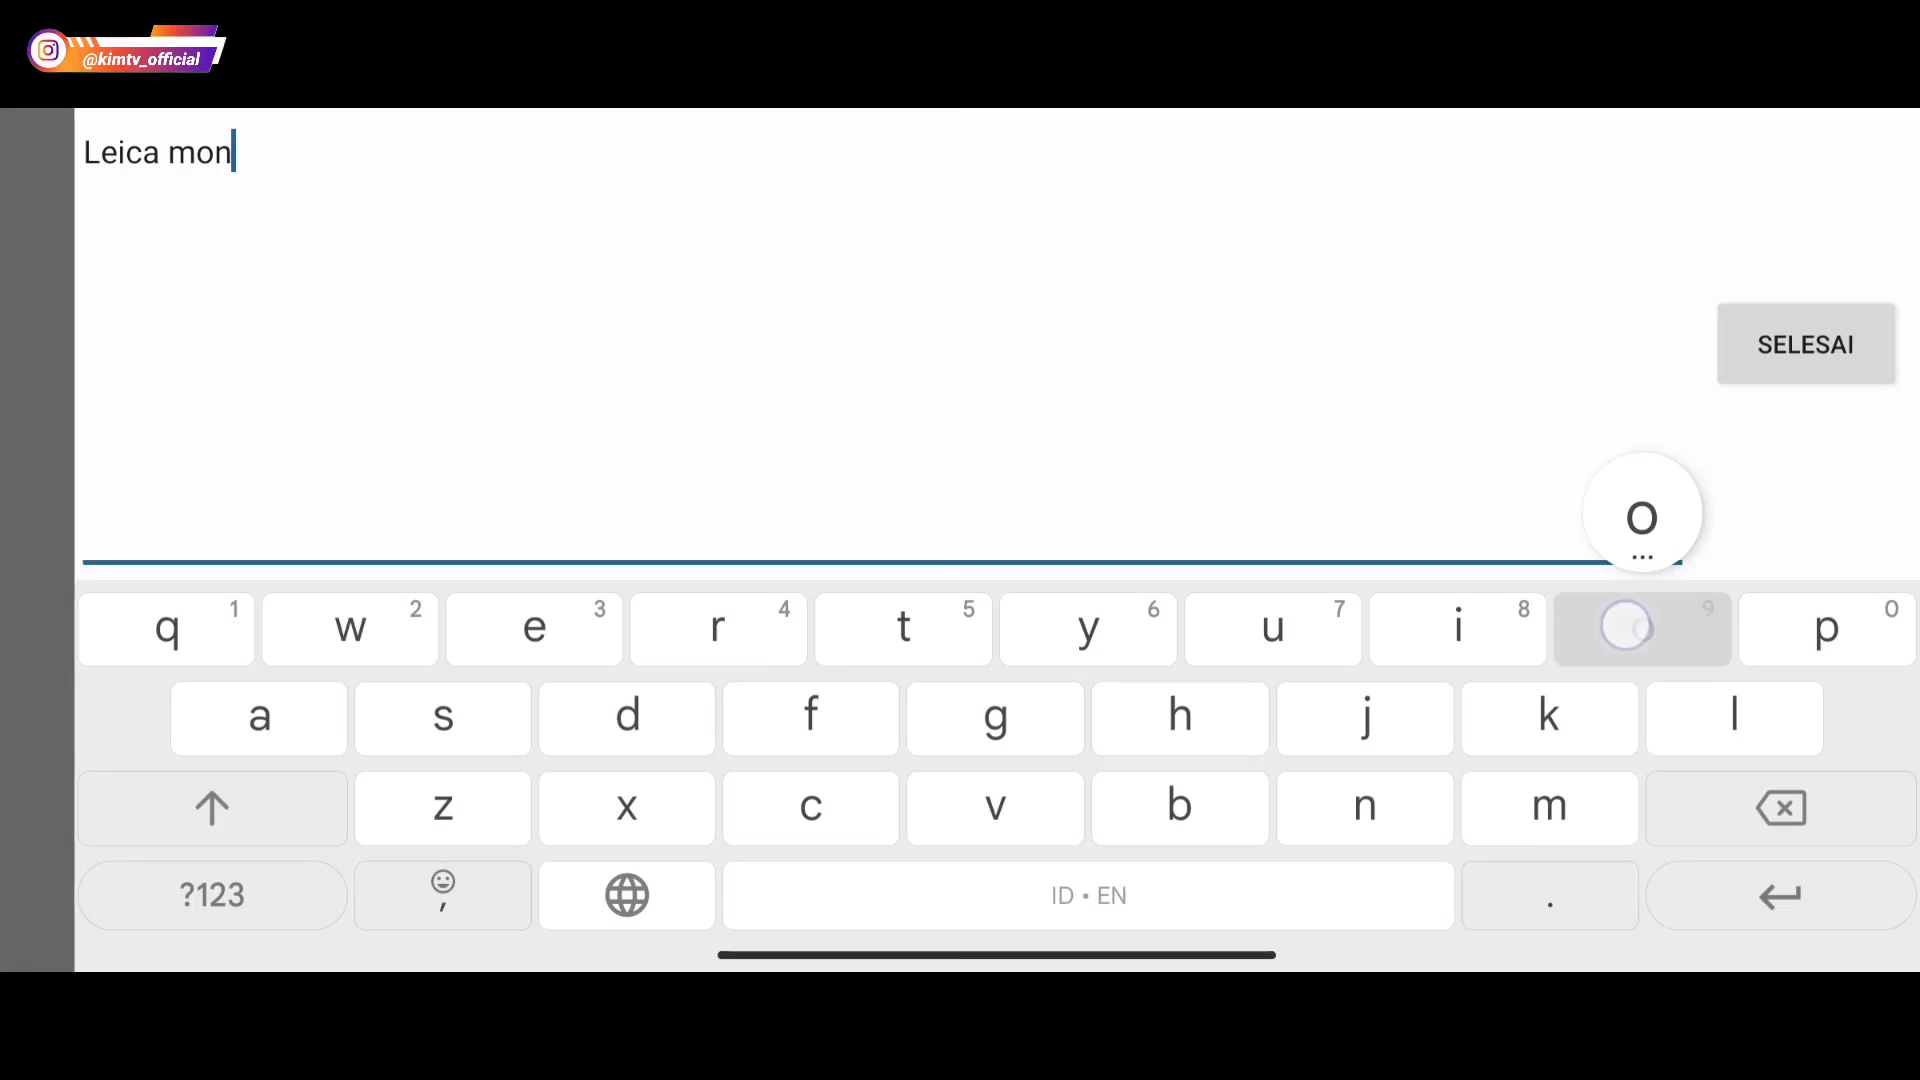 @kimtv_official
Leica mon
SELESAI
o
...
q 1 w 2 e 3 r 4 t 5 y 6 u 7 i 8 o 9 p 0
a s d f g h j k l
z x c v b n m
?123 , ID • EN .